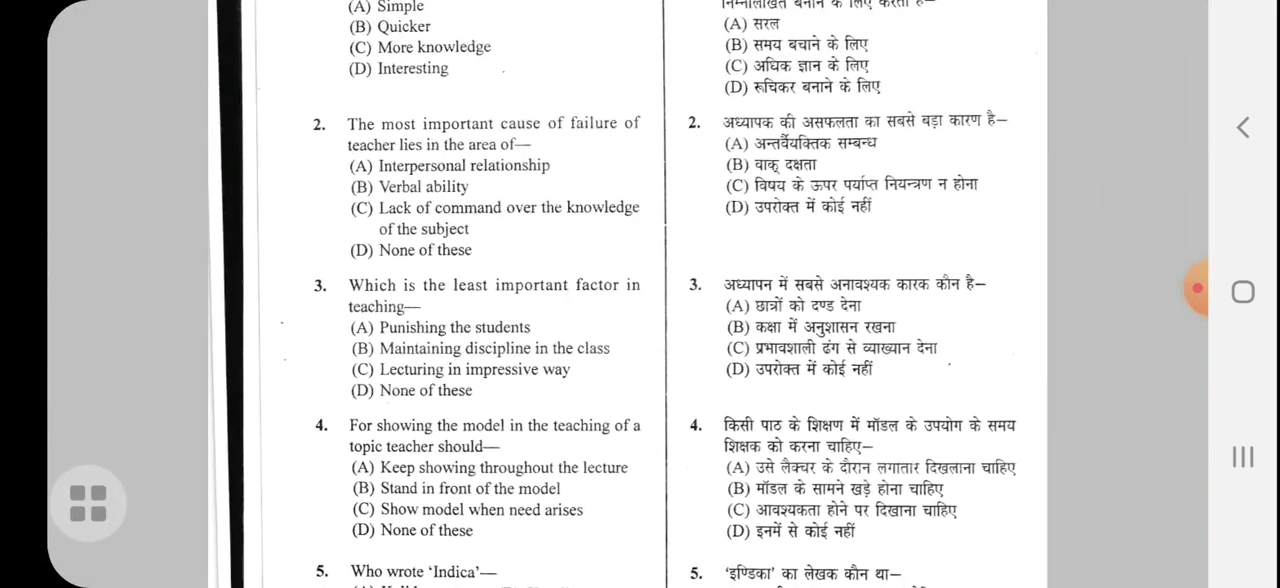 (A) Simple
(B) Quicker
(C) More knowledge
(D) Interesting
2. The most important cause of failure of
teacher lies in the area of—
(A) Interpersonal relationship
(B) Verbal ability
(C) Lack of command over the knowledge
of the subject
(D) None of these
3. Which is the least important factor in
teaching—
(A) Punishing the students
(B) Maintaining discipline in the class
(C) Lecturing in impressive way
(D) None of these
4. For showing the model in the teaching of a
topic teacher should—
(A) Keep showing throughout the lecture
(B) Stand in front of the model
(C) Show model when need arises
(D) None of these
5. Who wrote ‘Indica’—
निम्नलिखित बनाने के लिए करता है—
(A) सरल
(B) समय बचाने के लिए
(C) अधिक ज्ञान के लिए
(D) रूचिकर बनाने के लिए
2. अध्यापक की असफलता का सबसे बड़ा कारण है—
(A) अन्तर्वैयक्तिक सम्बन्ध
(B) वाक् दक्षता
(C) विषय के ऊपर पर्याप्त नियन्त्रण न होना
(D) उपरोक्त में कोई नहीं
3. अध्यापन में सबसे अनावश्यक कारक कौन है—
(A) छात्रों को दण्ड देना
(B) कक्षा में अनुशासन रखना
(C) प्रभावशाली ढंग से व्याख्यान देना
(D) उपरोक्त में कोई नहीं
4. किसी पाठ के शिक्षण में मॉडल के उपयोग के समय
शिक्षक को करना चाहिए—
(A) उसे लैक्चर के दौरान लगातार दिखलाना चाहिए
(B) मॉडल के सामने खड़े होना चाहिए
(C) आवश्यकता होने पर दिखाना चाहिए
(D) इनमें से कोई नहीं
5. ‘इण्डिका’ का लेखक कौन था—